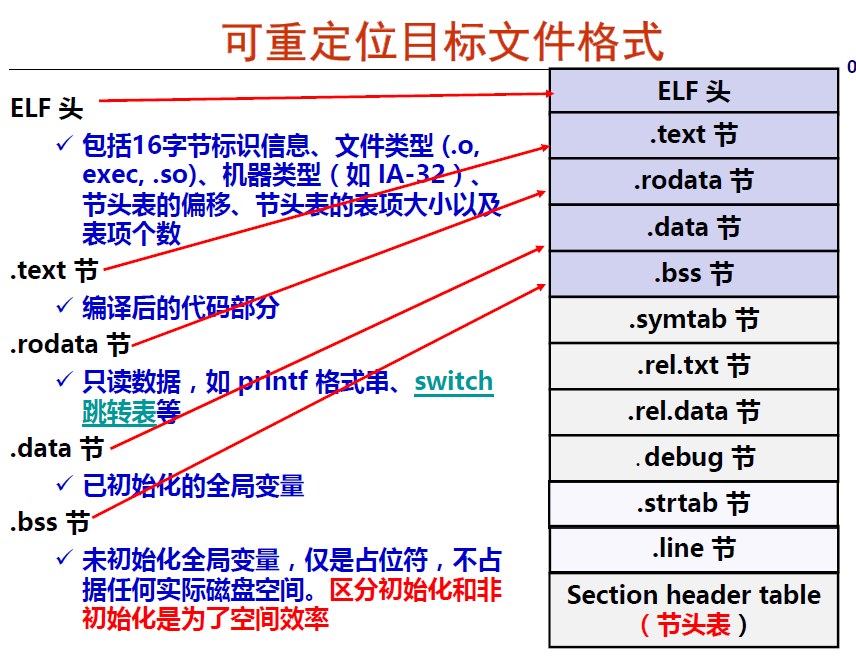 可重定位目标文件格式
0
ELF 头
✓ 包括16字节标识信息、文件类型 (.o,
exec, .so)、机器类型（如 IA-32）、
节头表的偏移、节头表的表项大小以及
表项个数
.text 节
✓ 编译后的代码部分
.rodata 节
✓ 只读数据，如 printf 格式串、switch
跳转表等
.data 节
✓ 已初始化的全局变量
.bss 节
✓ 未初始化全局变量，仅是占位符，不占
据任何实际磁盘空间。区分初始化和非
初始化是为了空间效率
ELF 头
.text 节
.rodata 节
.data 节
.bss 节
.symtab 节
.rel.txt 节
.rel.data 节
.debug 节
.strtab 节
.line 节
Section header table
（节头表）